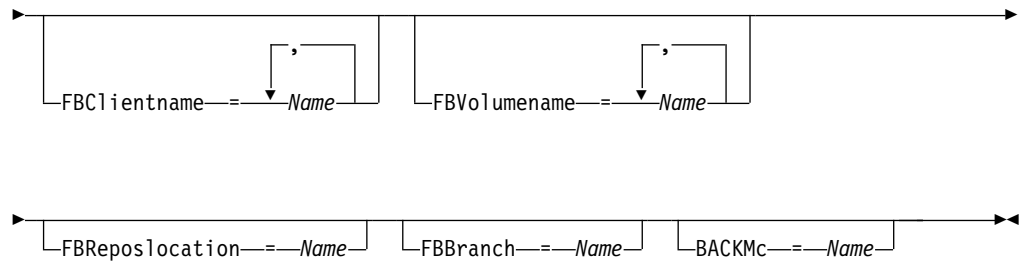 , ,
FBClientname = Name FBVolumename = Name
FBReposlocation = Name FBBranch = Name BACKMc = Name